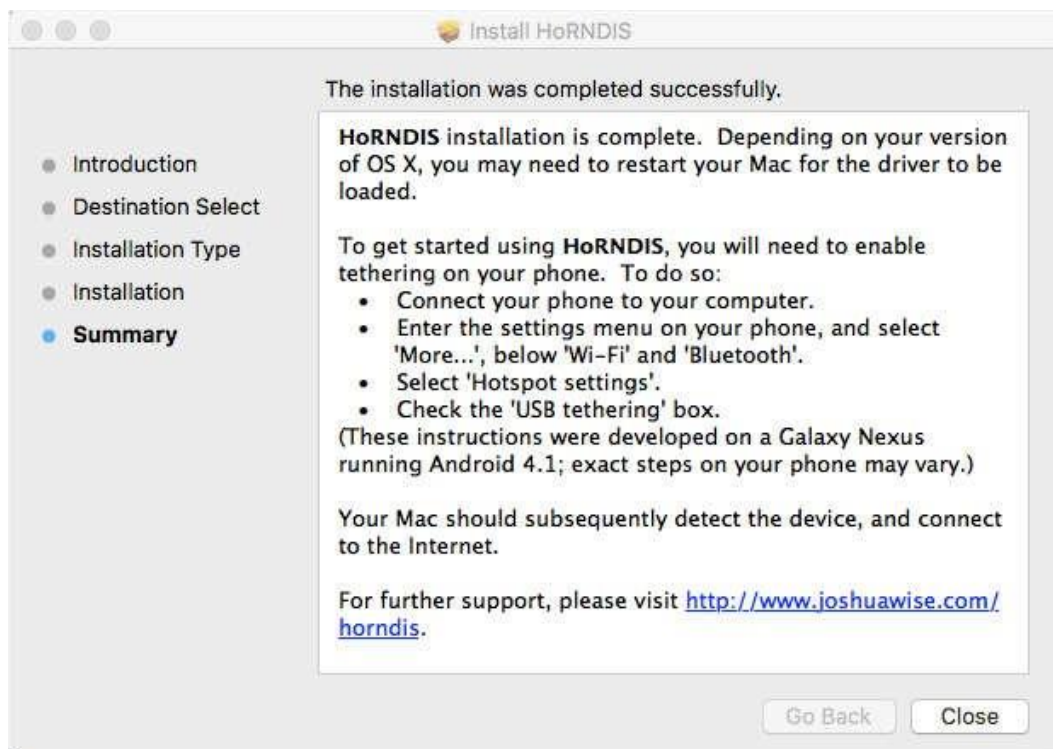 Install HoRNDIS
The installation was completed successfully.
Introduction
Destination Select
Installation Type
Installation
Summary
HoRNDIS installation is complete. Depending on your version
of OS X, you may need to restart your Mac for the driver to be
loaded.
To get started using HoRNDIS, you will need to enable
tethering on your phone. To do so:
• Connect your phone to your computer.
• Enter the settings menu on your phone, and select
'More...', below 'Wi-Fi' and 'Bluetooth'.
• Select 'Hotspot settings'.
• Check the 'USB tethering' box.
(These instructions were developed on a Galaxy Nexus
running Android 4.1; exact steps on your phone may vary.)
Your Mac should subsequently detect the device, and connect
to the Internet.
For further support, please visit http://www.joshuawise.com/
horndis.
Go Back
Close